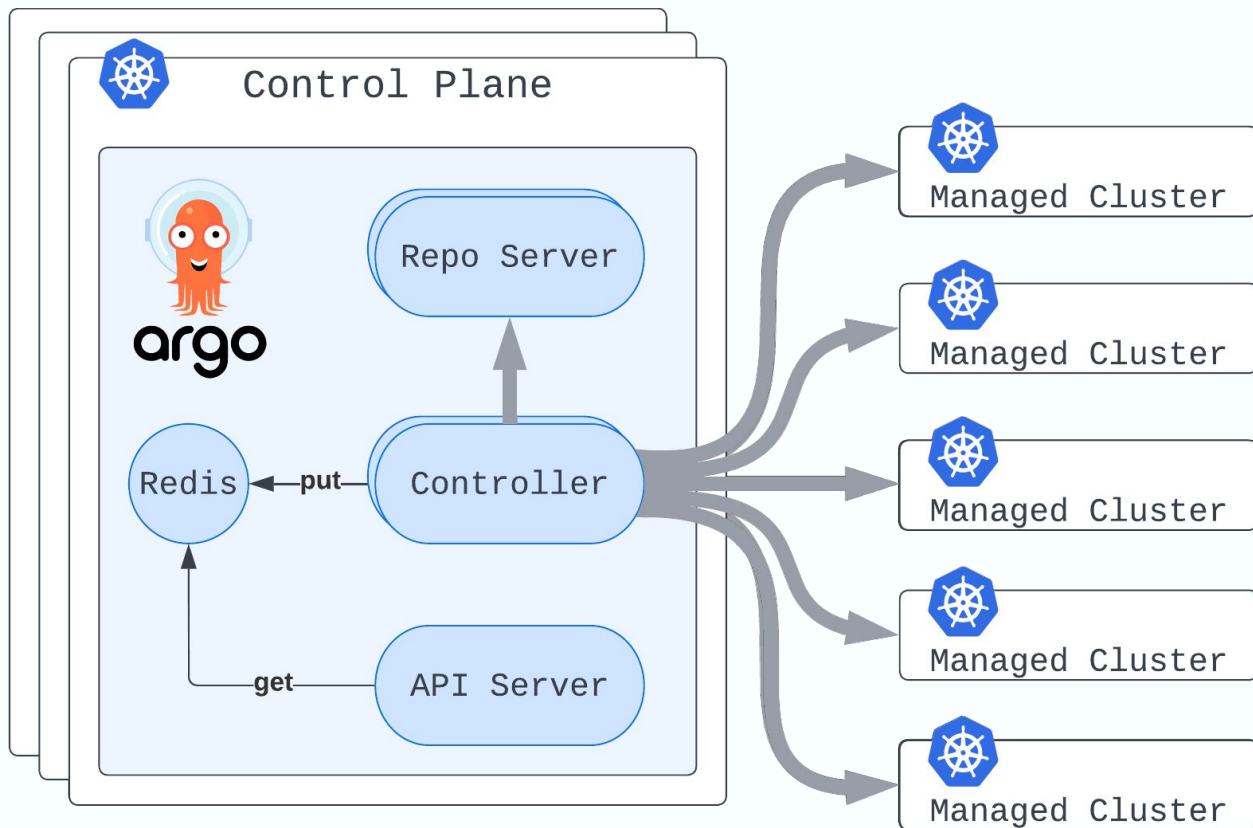 Control Plane
argo
Repo Server
Redis
put
Controller
get
API Server
Managed Cluster
Managed Cluster
Managed Cluster
Managed Cluster
Managed Cluster